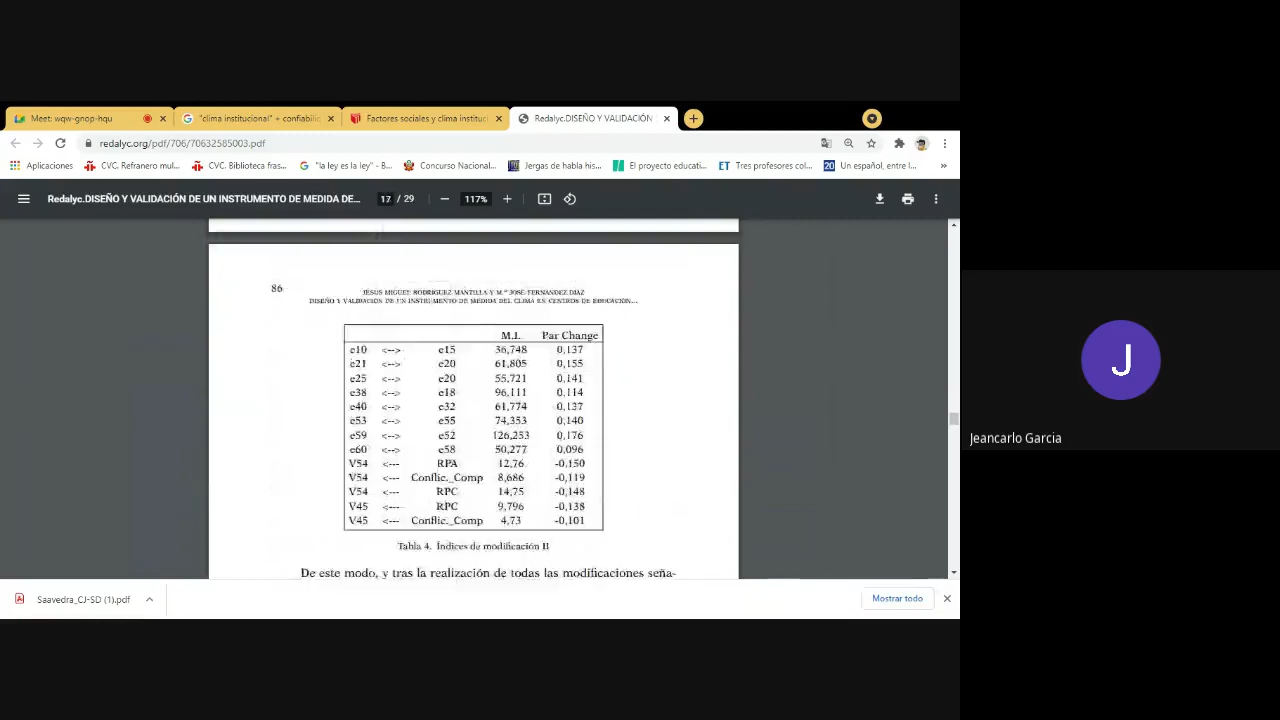 Meet: wqw-gnop-hqu
"clima institucional" + confiabilic
Factores sociales y clima instituci
Redalyc.DISEÑO Y VALIDACIÓN
redalyc.org/pdf/706/70632585003.pdf
Aplicaciones
CVC. Refranero mul...
CVC. Biblioteca fras...
"la ley es la ley" - B...
Concurso Nacional...
Jergas de habla his...
El proyecto educati...
ET Tres profesores col...
20 Un español, entre l...
»
Redalyc.DISEÑO Y VALIDACIÓN DE UN INSTRUMENTO DE MEDIDA DE...
17 / 29
117%
86
JESÚS MIGUEL RODRÍGUEZ MANTILLA Y M.ª JOSÉ FERNÁNDEZ DÍAZ
DISEÑO Y VALIDACIÓN DE UN INSTRUMENTO DE MEDIDA DEL CLIMA EN CENTROS DE EDUCACIÓN...
M.I. Par Change
e10 <--> e15 36,748 0,137
e21 <--> e20 61,805 0,155
e25 <--> e20 55,721 0,141
e38 <--> e18 96,111 0,114
e40 <--> e32 61,774 0,137
e53 <--> e55 74,353 0,140
e59 <--> e52 126,253 0,176
e60 <--> e58 50,277 0,096
V54 <--- RPA 12,76 -0,150
V54 <--- Conflic._Comp 8,686 -0,119
V54 <--- RPC 14,75 -0,148
V45 <--- RPC 9,796 -0,138
V45 <--- Conflic._Comp 4,73 -0,101
Tabla 4. Índices de modificación II
De este modo, y tras la realización de todas las modificaciones seña-
Saavedra_CJ-SD (1).pdf
Mostrar todo
J
Jeancarlo Garcia